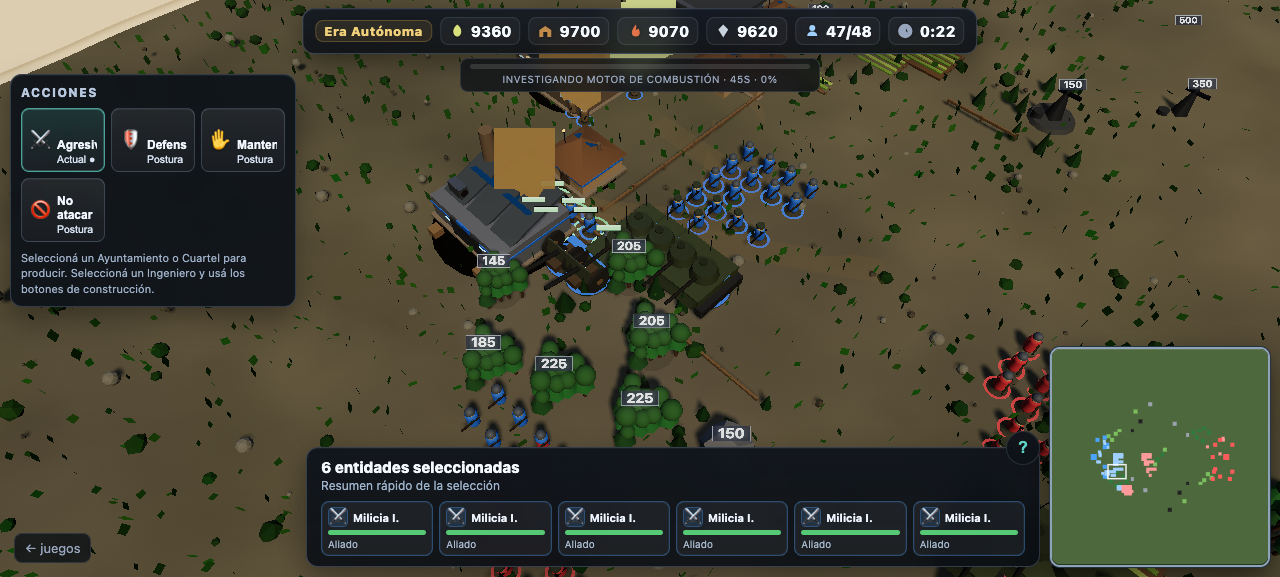 Era Autónoma
9360
9700
9070
9620
47/48
0:22
INVESTIGANDO MOTOR DE COMBUSTIÓN · 45S · 0%
500
150
350
ACCIONES
Agresiv
Actual ●
Defens
Postura
Manten
Postura
No atacar
Postura
Seleccioná un Ayuntamiento o Cuartel para
producir. Seleccioná un Ingeniero y usá los
botones de construcción.
205
145
205
185
225
225
150
?
6 entidades seleccionadas
Resumen rápido de la selección
Milicia I.
Aliado
Milicia I.
Aliado
Milicia I.
Aliado
Milicia I.
Aliado
Milicia I.
Aliado
Milicia I.
Aliado
← juegos